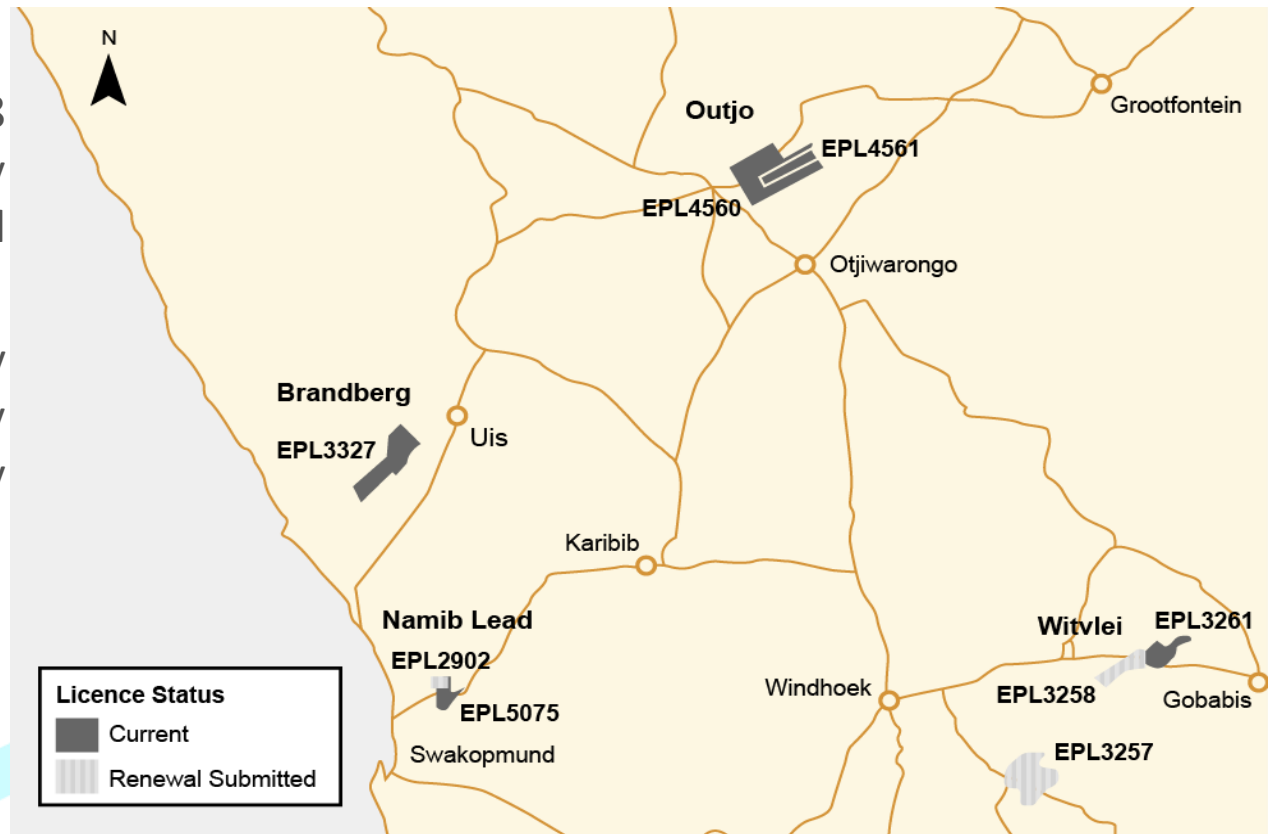 N
Outjo
Grootfontein
EPL4561
EPL4560
Otjiwarongo
Brandberg
Uis
EPL3327
Karibib
Namib Lead
EPL2902
EPL5075
Swakopmund
Witvlei
EPL3261
EPL3258
Windhoek
Gobabis
EPL3257
Licence Status
Current
Renewal Submitted